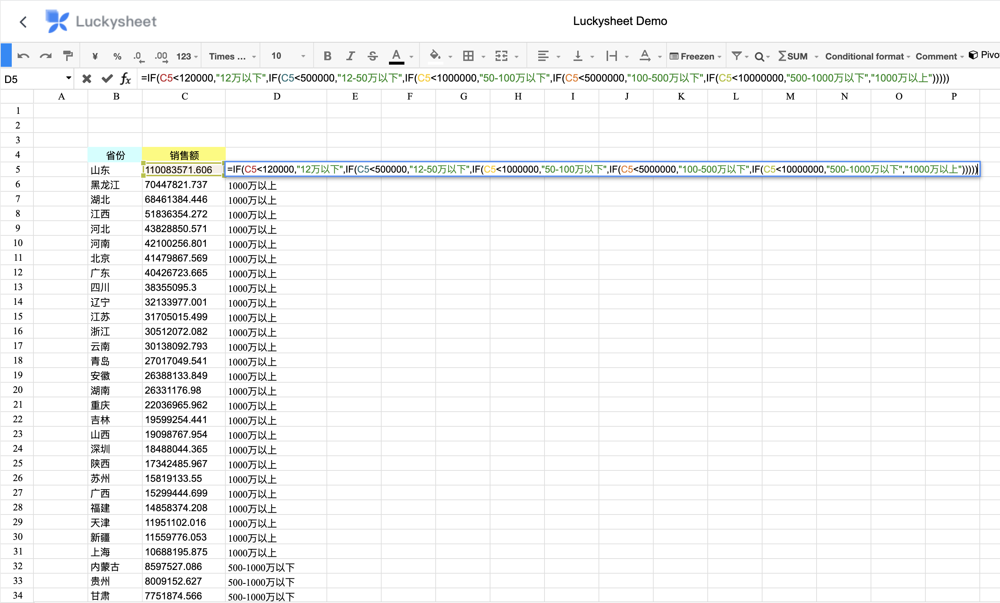 Luckysheet
Luckysheet Demo
¥ % .0 .00 123 Times ... 10 B I S A Freezen ΣSUM Conditional format Comment Pivo
D5 fx =IF(C5<120000,"12万以下",IF(C5<500000,"12-50万以下",IF(C5<1000000,"50-100万以下",IF(C5<5000000,"100-500万以下",IF(C5<10000000,"500-1000万以下","1000万以上")))))
A B C D E F G H I J K L M N O P
1
2
3
4 省份 销售额
5 山东 110083571.606 =IF(C5<120000,"12万以下",IF(C5<500000,"12-50万以下",IF(C5<1000000,"50-100万以下",IF(C5<5000000,"100-500万以下",IF(C5<10000000,"500-1000万以下","1000万以上")))))
6 黑龙江 70447821.737 1000万以上
7 湖北 68461384.446 1000万以上
8 江西 51836354.272 1000万以上
9 河北 43828850.571 1000万以上
10 河南 42100256.801 1000万以上
11 北京 41479867.569 1000万以上
12 广东 40426723.665 1000万以上
13 四川 38355095.3 1000万以上
14 辽宁 32133977.001 1000万以上
15 江苏 31705015.499 1000万以上
16 浙江 30512072.082 1000万以上
17 云南 30138092.793 1000万以上
18 青岛 27017049.541 1000万以上
19 安徽 26388133.849 1000万以上
20 湖南 26331176.98 1000万以上
21 重庆 22036965.962 1000万以上
22 吉林 19599254.441 1000万以上
23 山西 19098767.954 1000万以上
24 深圳 18488044.365 1000万以上
25 陕西 17342485.967 1000万以上
26 苏州 15819133.55 1000万以上
27 广西 15299444.699 1000万以上
28 福建 14858374.208 1000万以上
29 天津 11951102.016 1000万以上
30 新疆 11559776.053 1000万以上
31 上海 10688195.875 1000万以上
32 内蒙古 8597527.086 500-1000万以下
33 贵州 8009152.627 500-1000万以下
34 甘肃 7751874.566 500-1000万以下